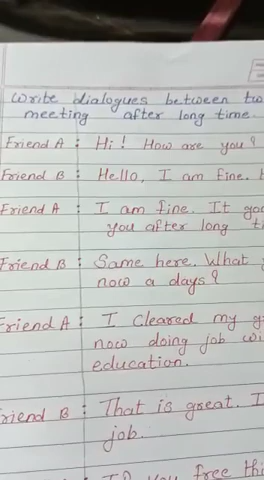 Write dialogues between
meeting after long time.
Friend A : Hi! How are you?
Friend B : Hello, I am fine.
Friend A : I am fine. It
you after long
Friend B : Same here. What
now a days?
Friend A : I Cleared my
now doing job
education.
Friend B : That is great. I
job.
you free